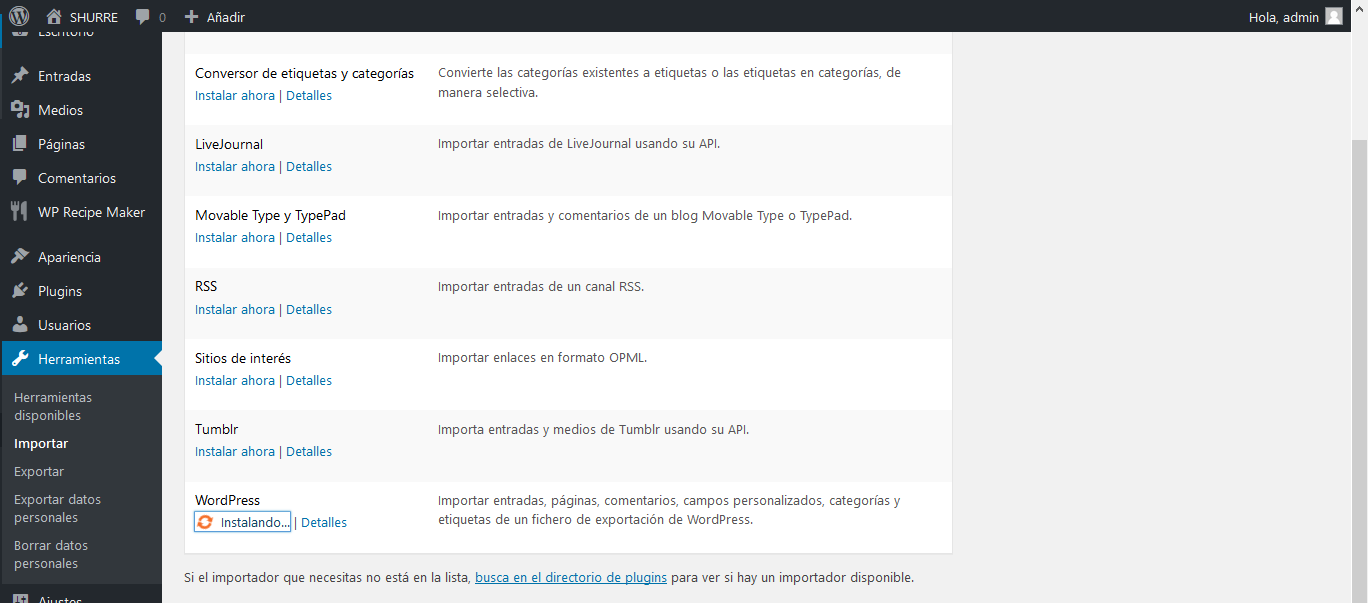 SHURRE 0 Añadir Hola, admin
Escritorio
Entradas
Medios
Páginas
Comentarios
WP Recipe Maker
Apariencia
Plugins
Usuarios
Herramientas
Herramientas
disponibles
Importar
Exportar
Exportar datos
personales
Borrar datos
personales
Ajustes
Conversor de etiquetas y categorías
Instalar ahora | Detalles
Convierte las categorías existentes a etiquetas o las etiquetas en categorías, de
manera selectiva.
LiveJournal
Instalar ahora | Detalles
Importar entradas de LiveJournal usando su API.
Movable Type y TypePad
Instalar ahora | Detalles
Importar entradas y comentarios de un blog Movable Type o TypePad.
RSS
Instalar ahora | Detalles
Importar entradas de un canal RSS.
Sitios de interés
Instalar ahora | Detalles
Importar enlaces en formato OPML.
Tumblr
Instalar ahora | Detalles
Importa entradas y medios de Tumblr usando su API.
WordPress
Instalando... | Detalles
Importar entradas, páginas, comentarios, campos personalizados, categorías y
etiquetas de un fichero de exportación de WordPress.
Si el importador que necesitas no está en la lista, busca en el directorio de plugins para ver si hay un importador disponible.